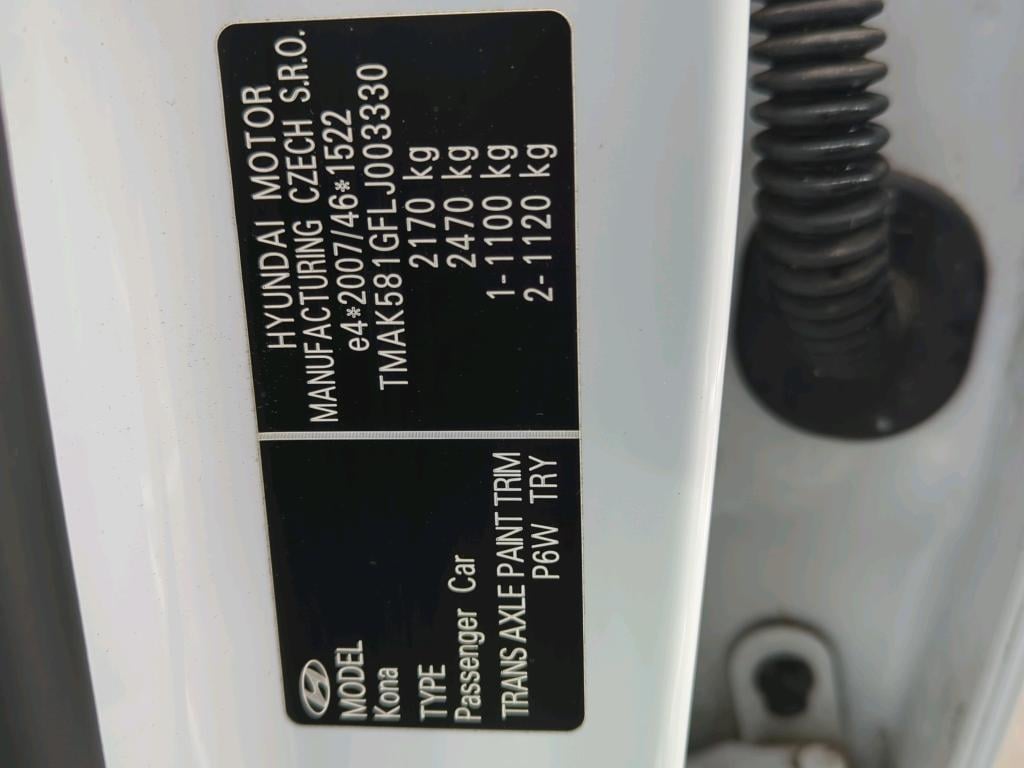 HYUNDAI MOTOR
MANUFACTURING CZECH S.R.O.
e4*2007/46*1522
TMAK581GFLJ003330
2170 kg
2470 kg
1-1100 kg
2-1120 kg
MODEL
Kona
TYPE
Passenger Car
TRANS AXLE PAINT TRIM
P6W TRY